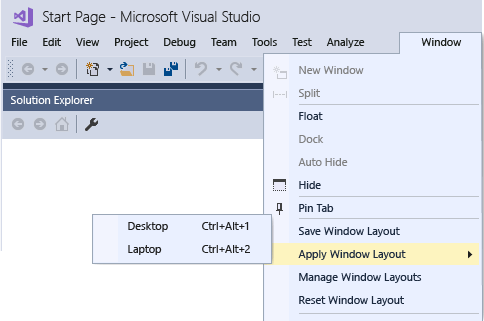 Start Page - Microsoft Visual Studio
File Edit View Project Debug Team Tools Test Analyze Window
New Window
Solution Explorer
Split
Float
Dock
Auto Hide
Hide
Pin Tab
Desktop Ctrl+Alt+1
Laptop Ctrl+Alt+2
Save Window Layout
Apply Window Layout
Manage Window Layouts
Reset Window Layout